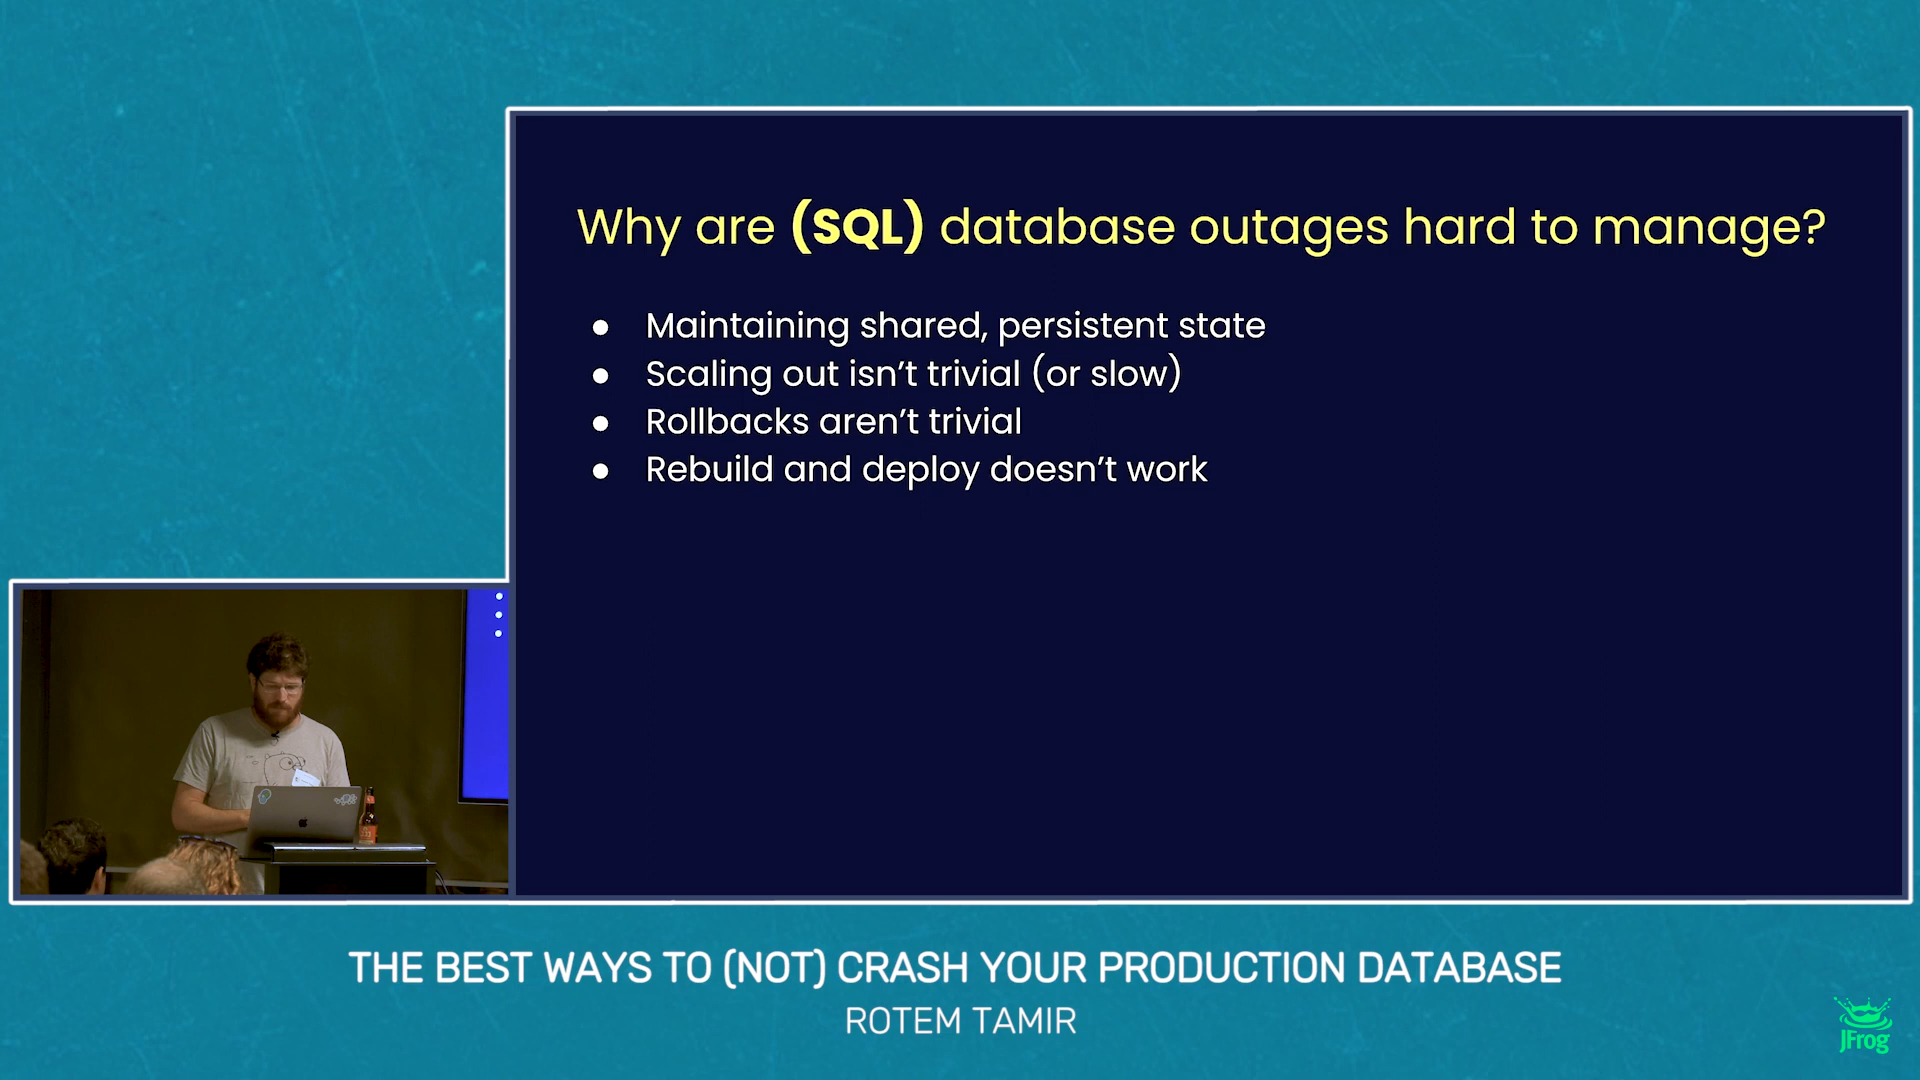 Why are (SQL) database outages hard to manage?
● Maintaining shared, persistent state
● Scaling out isn’t trivial (or slow)
● Rollbacks aren’t trivial
● Rebuild and deploy doesn’t work
THE BEST WAYS TO (NOT) CRASH YOUR PRODUCTION DATABASE
ROTEM TAMIR
JFrog